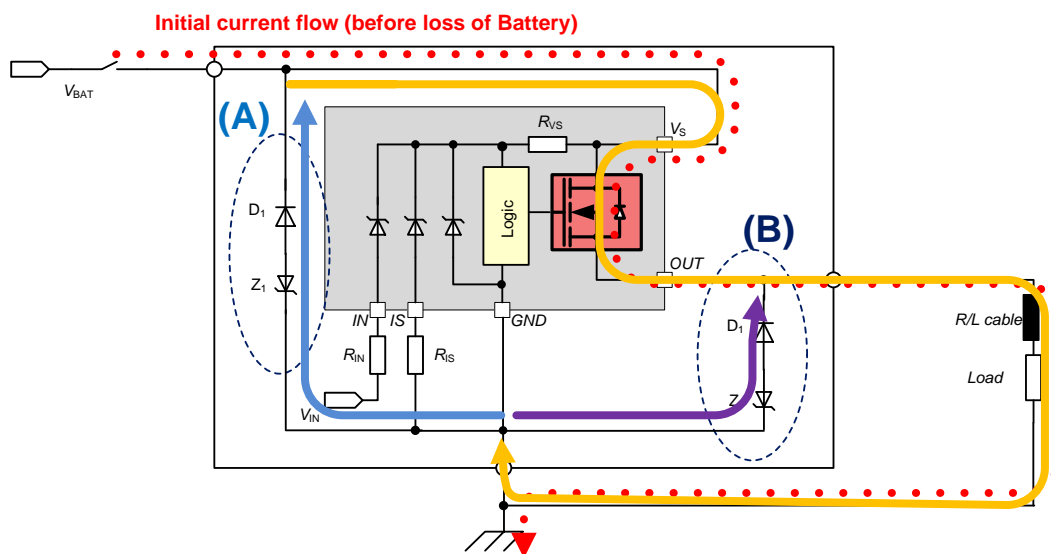 Initial current flow (before loss of Battery)
VBAT
(A)
RVS
VS
D1
Logic
(B)
Z1
OUT
IN
IS
GND
D1
R/L cable
RIN
RIS
Load
Z
VIN